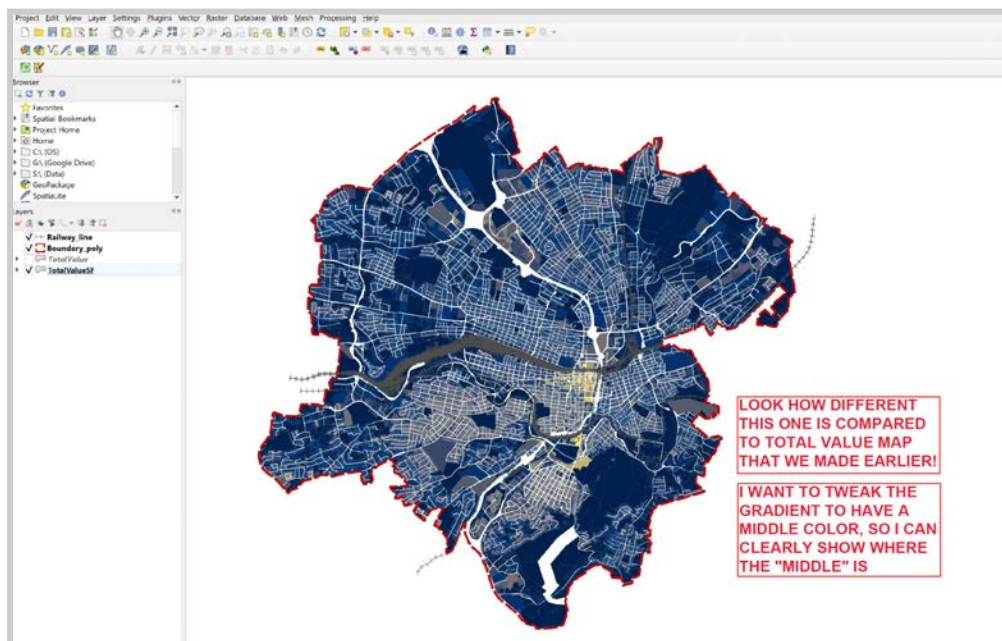 Project Edit View Layer Settings Plugins Vector Raster Database Web Mesh Processing Help
Browser
Favorites
Spatial Bookmarks
Project Home
Home
C:\ (OS)
G:\ (Google Drive)
S:\ (Data)
GeoPackage
SpatiaLite
Layers
Railway_line
Boundary_poly
TotalValue
TotalValueSF
LOOK HOW DIFFERENT
THIS ONE IS COMPARED
TO TOTAL VALUE MAP
THAT WE MADE EARLIER!
I WANT TO TWEAK THE
GRADIENT TO HAVE A
MIDDLE COLOR, SO I CAN
CLEARLY SHOW WHERE
THE "MIDDLE" IS